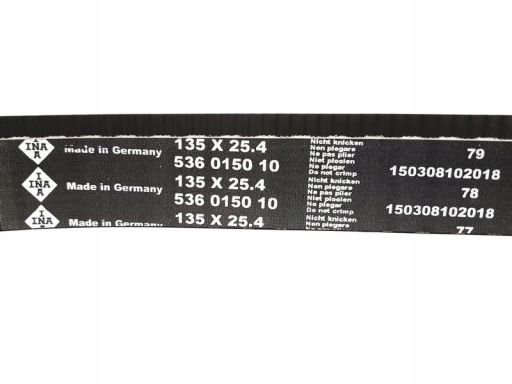 INA Made in Germany 135 X 25.4 Nicht knicken
Non plegare
Ne pas plier 79
536 0150 10 Niet plooien
No plegar
Do not crimp 150308102018
INA Made in Germany 135 X 25.4 Nicht knicken
Non plegare
Ne pas plier 78
536 0150 10 Niet plooien
No plegar
Do not crimp 150308102018
INA Made in Germany 135 X 25.4 Nicht knicken
Non plegare
77